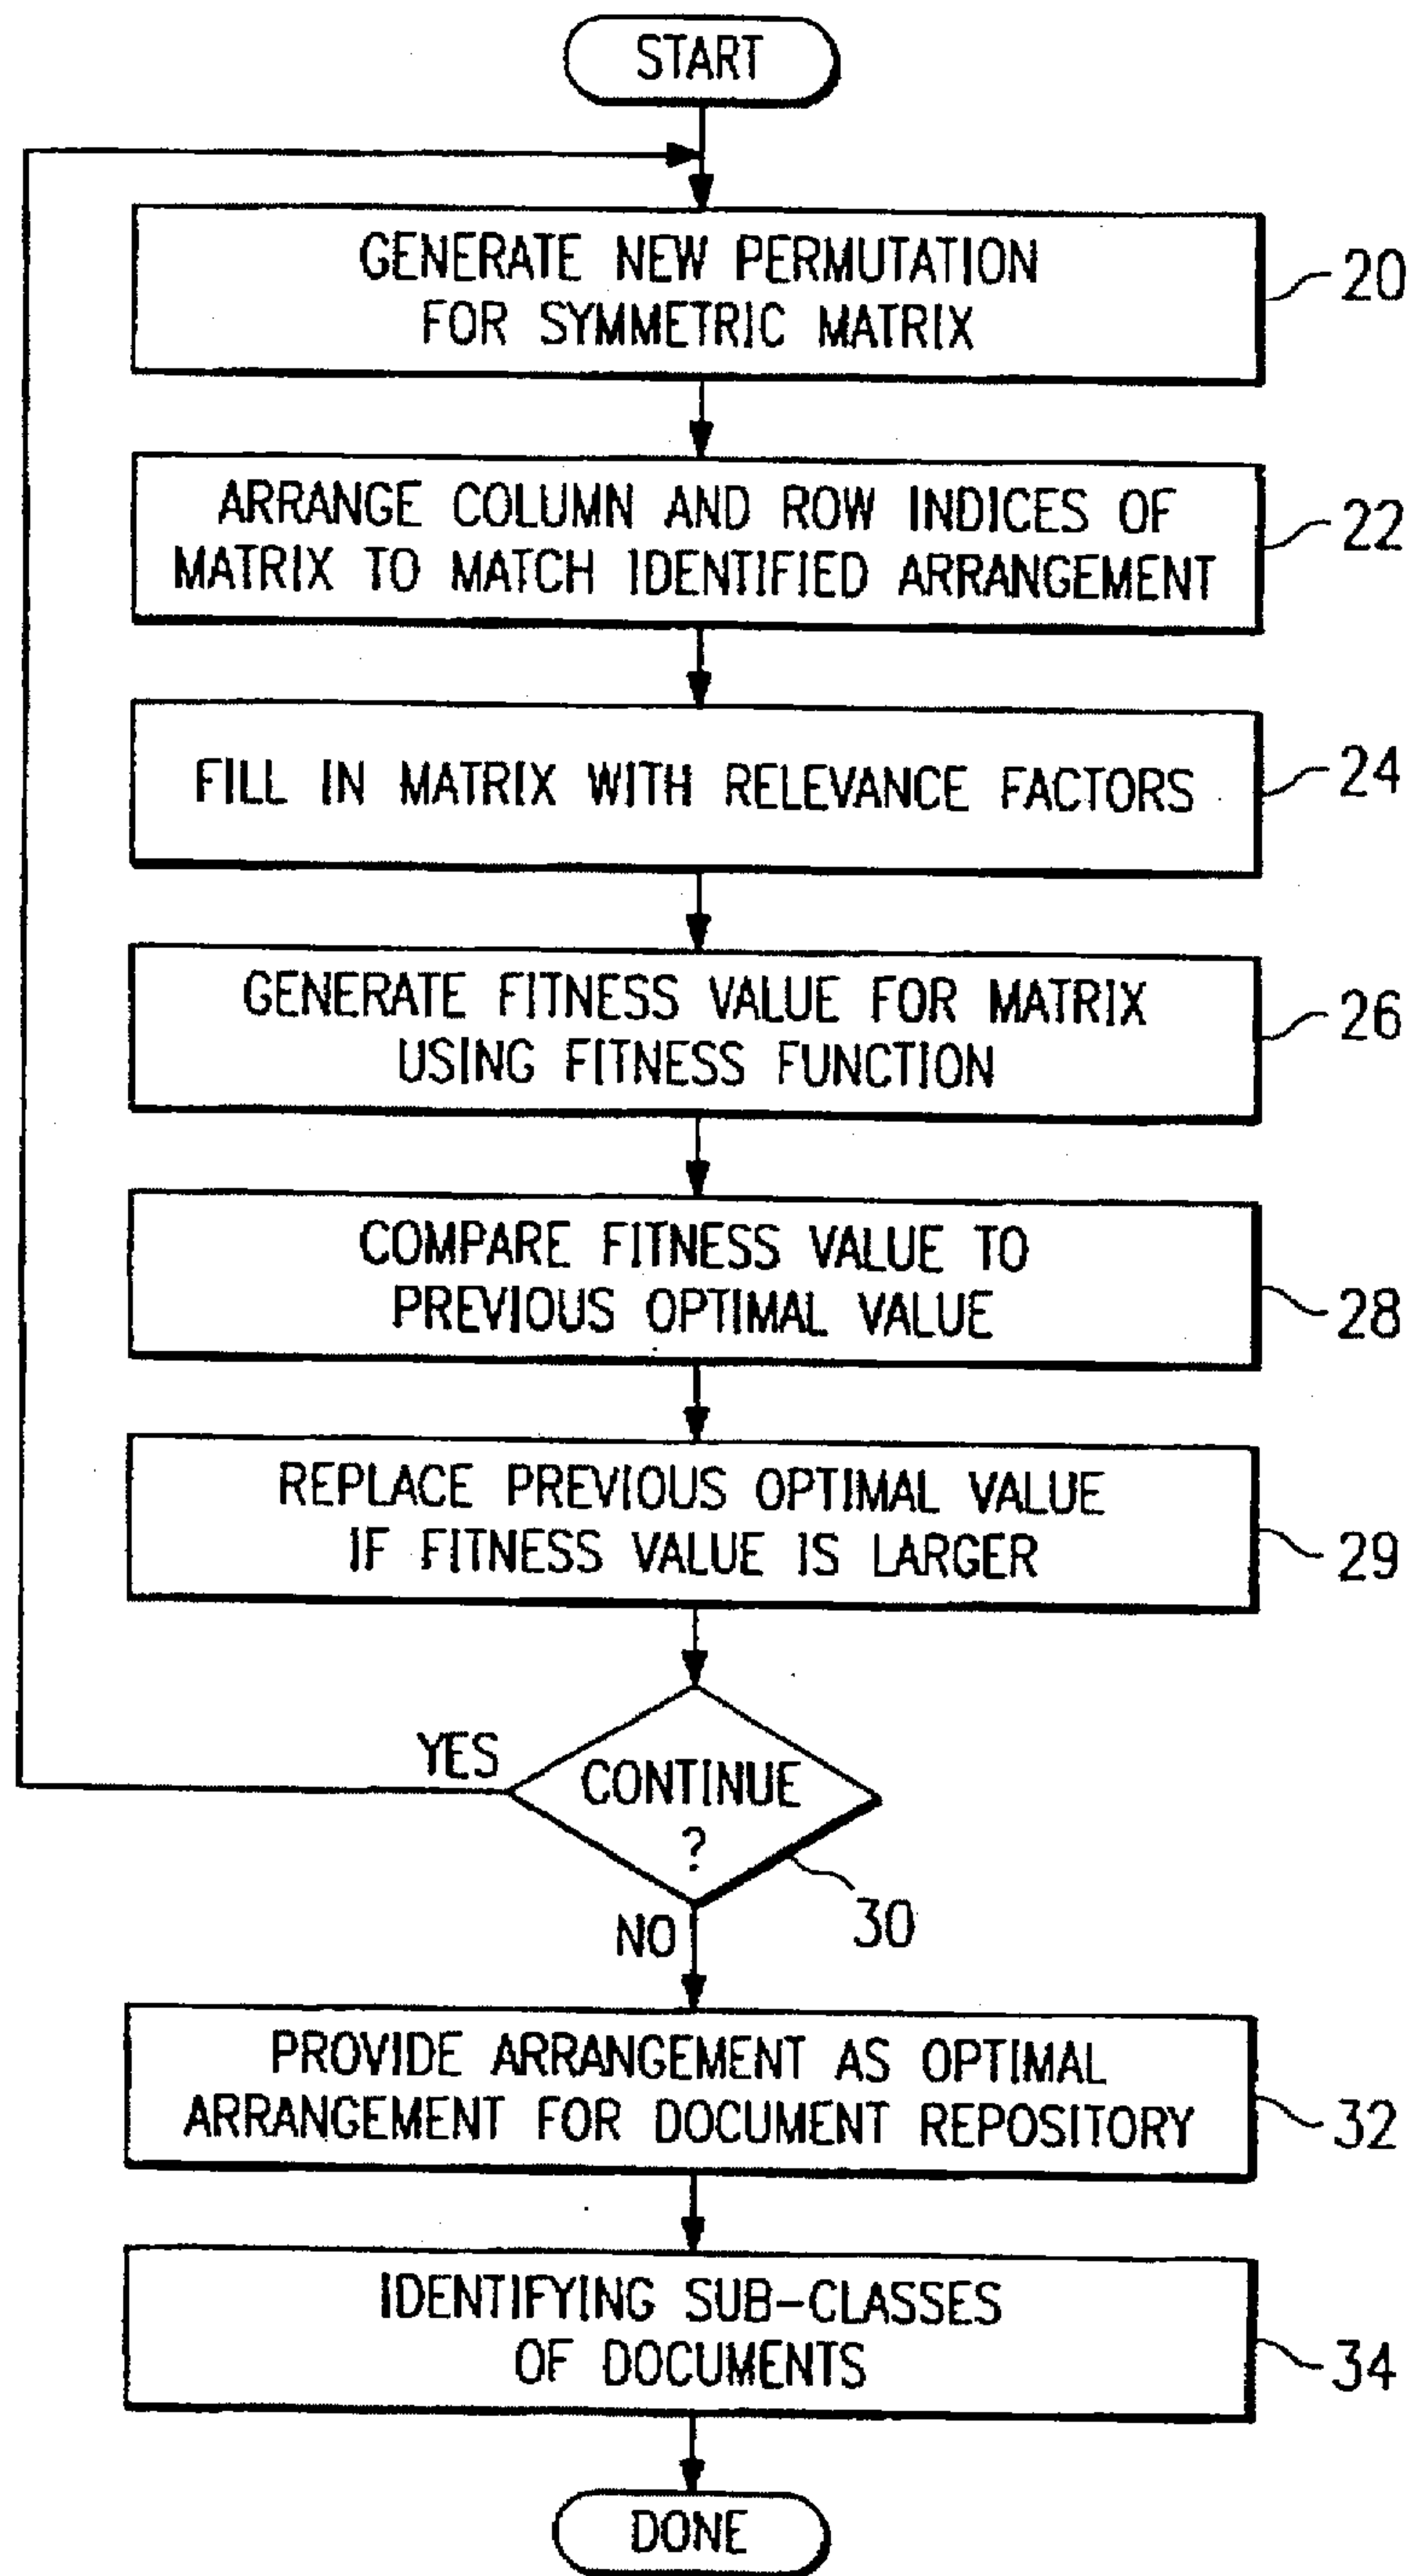 START
GENERATE NEW PERMUTATION
FOR SYMMETRIC MATRIX
20
ARRANGE COLUMN AND ROW INDICES OF
MATRIX TO MATCH IDENTIFIED ARRANGEMENT
22
FILL IN MATRIX WITH RELEVANCE FACTORS
24
GENERATE FITNESS VALUE FOR MATRIX
USING FITNESS FUNCTION
26
COMPARE FITNESS VALUE TO
PREVIOUS OPTIMAL VALUE
28
REPLACE PREVIOUS OPTIMAL VALUE
IF FITNESS VALUE IS LARGER
29
YES
CONTINUE
?
30
NO
PROVIDE ARRANGEMENT AS OPTIMAL
ARRANGEMENT FOR DOCUMENT REPOSITORY
32
IDENTIFYING SUB-CLASSES
OF DOCUMENTS
34
DONE